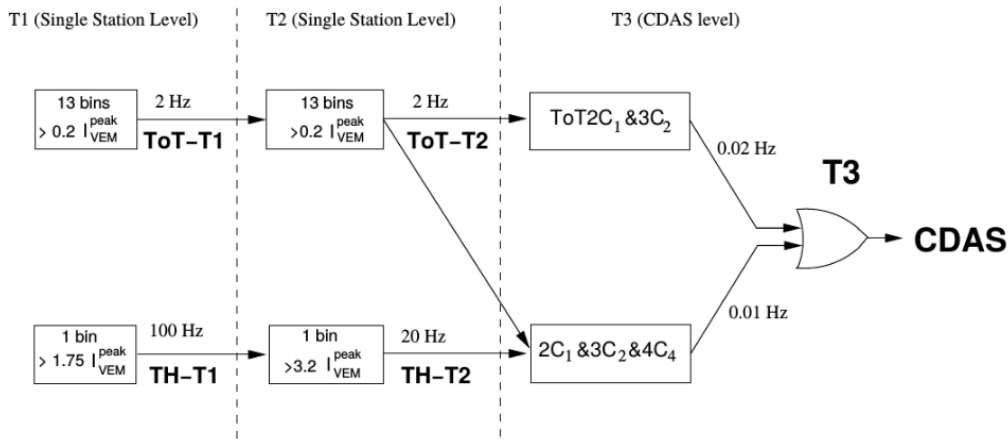 T1 (Single Station Level)
T2 (Single Station Level)
T3 (CDAS level)
13 bins
> 0.2 I_VEM^peak
2 Hz
ToT−T1
13 bins
>0.2 I_VEM^peak
2 Hz
ToT−T2
ToT2C₁ &3C₂
0.02 Hz
T3
CDAS
0.01 Hz
1 bin
> 1.75 I_VEM^peak
100 Hz
TH−T1
1 bin
>3.2 I_VEM^peak
20 Hz
TH−T2
2C₁ &3C₂&4C₄